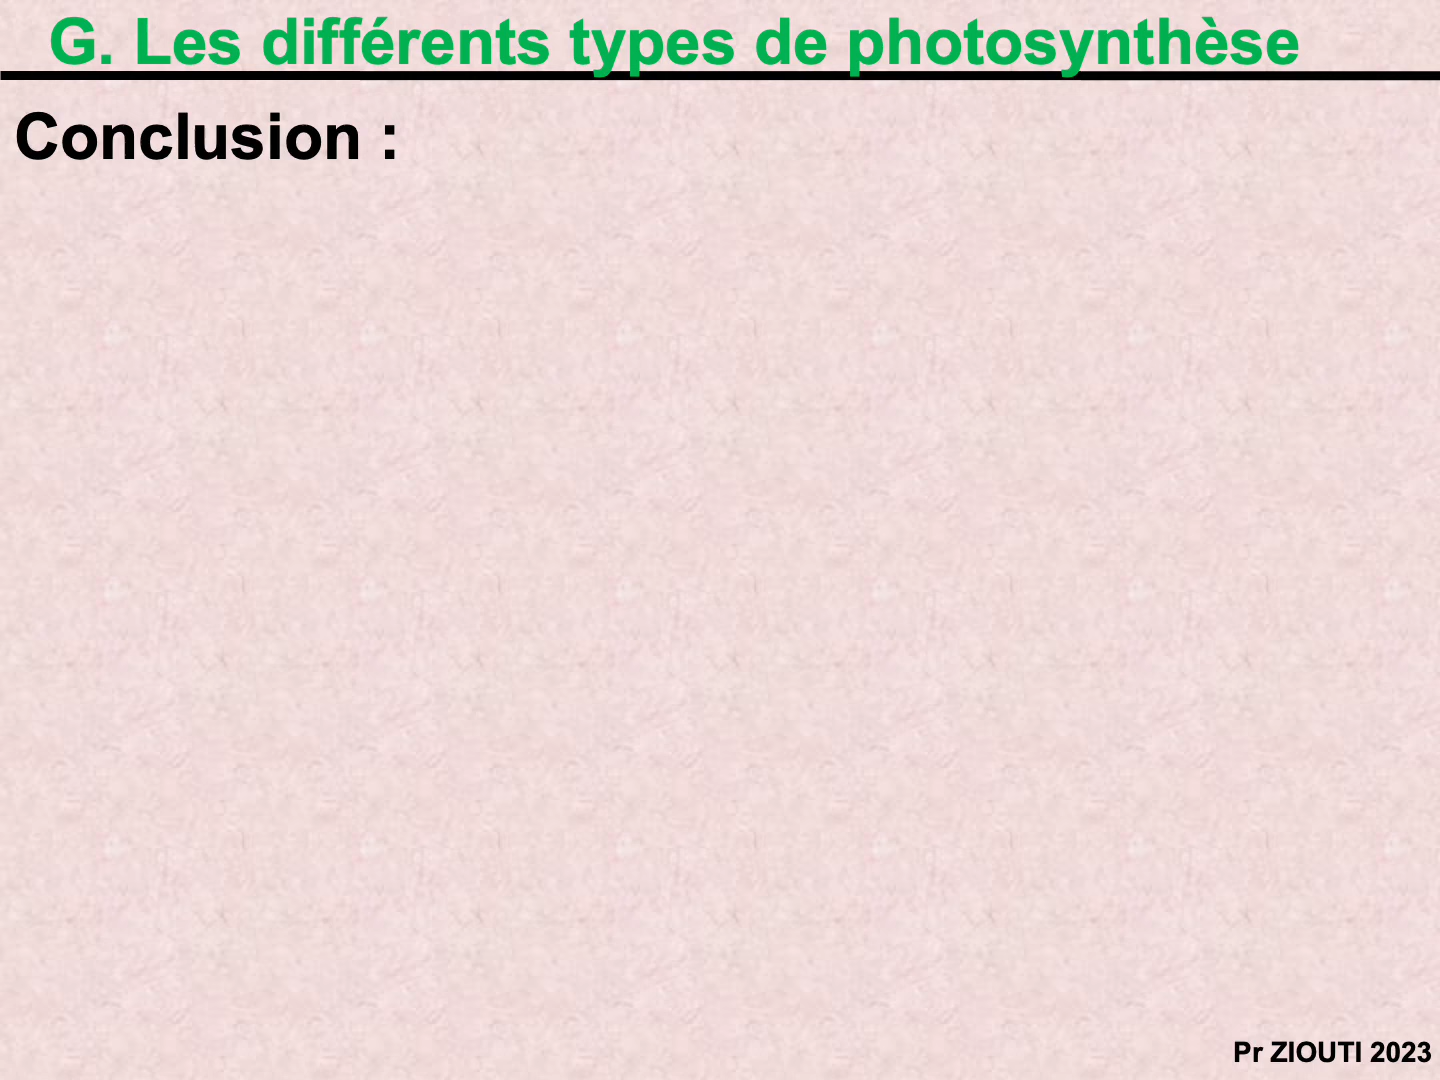 G. Les différents types de photosynthèse
Conclusion :
Pr ZIOUTI 2023